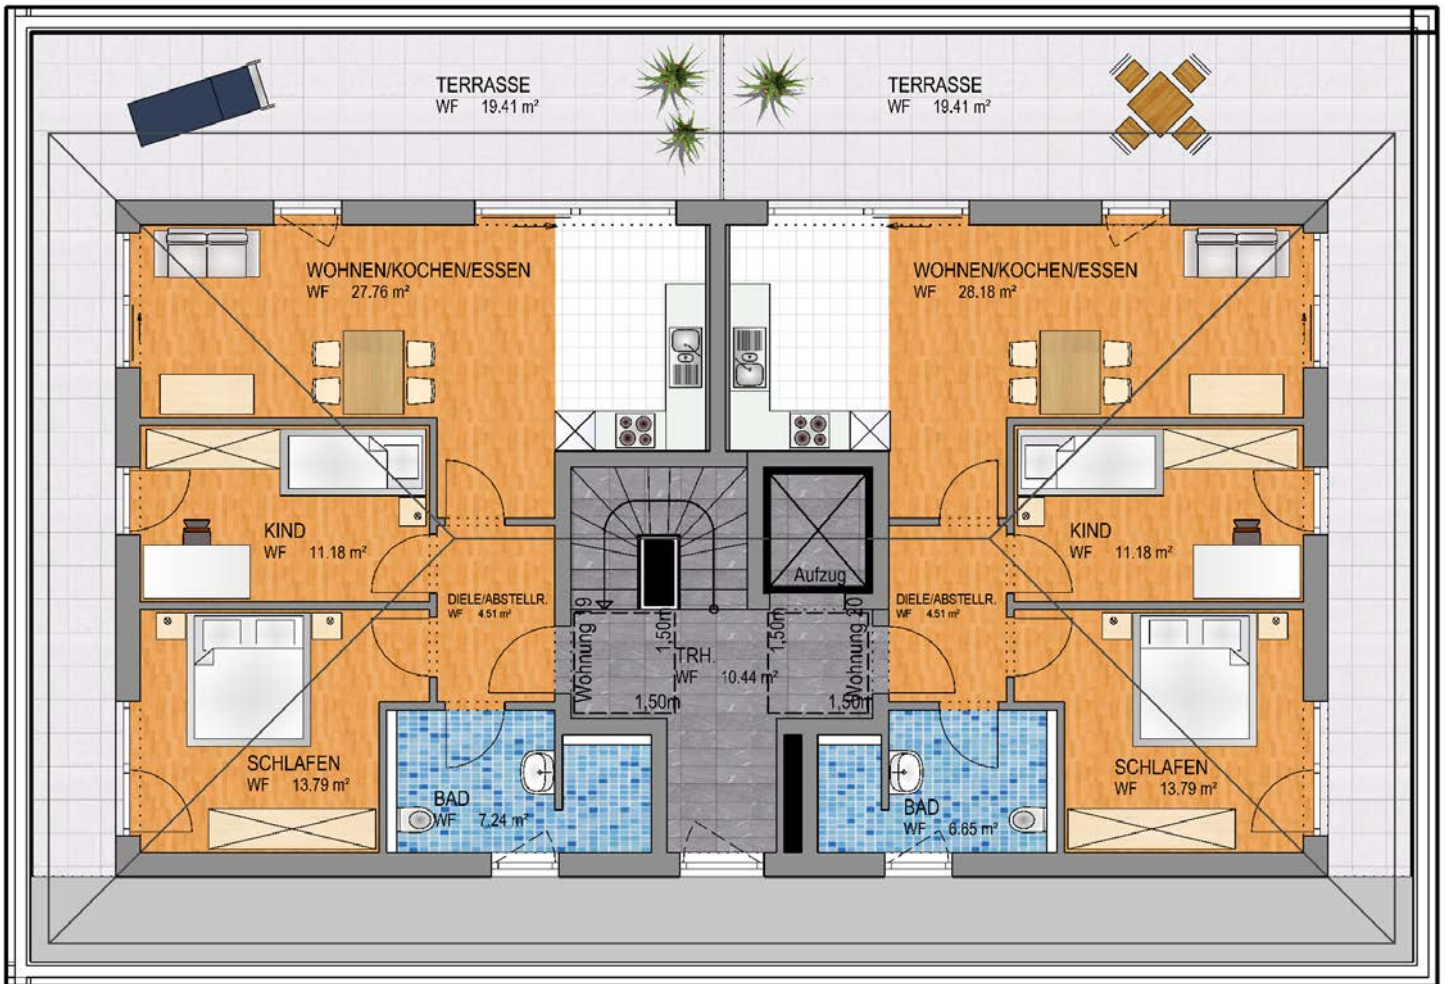 TERRASSE
WF 19.41 m²
TERRASSE
WF 19.41 m²
WOHNEN/KOCHEN/ESSEN
WF 27.76 m²
WOHNEN/KOCHEN/ESSEN
WF 28.18 m²
KIND
WF 11.18 m²
KIND
WF 11.18 m²
Aufzug
DIELE/ABSTELLR.
WF 4.51 m²
DIELE/ABSTELLR.
WF 4.51 m²
Wohnung 19
1,50m
1,50m
TRH.
WF 10.44 m²
1,50m
1,50m
Wohnung 20
SCHLAFEN
WF 13.79 m²
SCHLAFEN
WF 13.79 m²
BAD
WF 7.24 m²
BAD
WF 6.65 m²